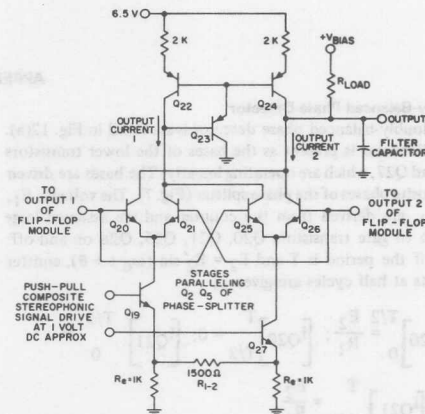 APPE
6.5 V
2 K
2 K
+VBIAS
RLOAD
Q22
Q24
Q23
OUTPUT
CURRENT
1
OUTPUT
CURRENT
2
OUTPUT
FILTER
CAPACITOR
TO
OUTPUT 1
OF
FLIP-FLOP
MODULE
TO
OUTPUT 2
OF
FLIP-FLOP
MODULE
Q20
Q21
Q25
Q26
STAGES
PARALLELING
Q2 Q5 OF
PHASE-SPLITTER
PUSH-PULL
COMPOSITE
STEREOPHONIC
SIGNAL DRIVE
AT 1 VOLT
DC APPROX
Q19
Q27
1500Ω
R1-2
Re=1K
Re=1K